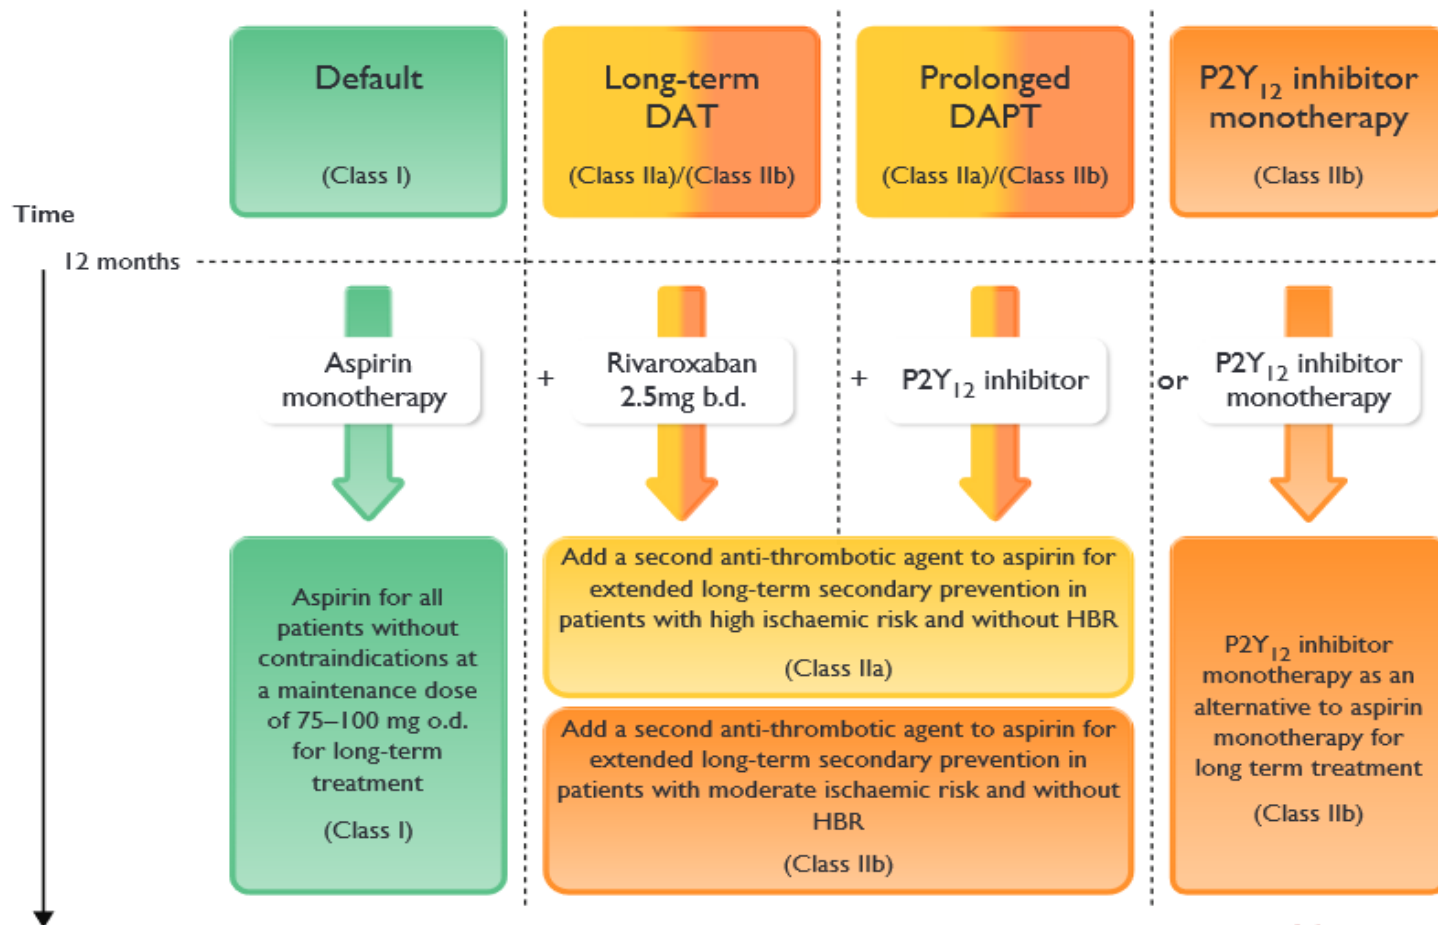 Default
(Class I)
Long-term
DAT
(Class IIa)/(Class IIb)
Prolonged
DAPT
(Class IIa)/(Class IIb)
P2Y12 inhibitor
monotherapy
(Class IIb)
Time
12 months
Aspirin
monotherapy
+
Rivaroxaban
2.5mg b.d.
+
P2Y12 inhibitor
or
P2Y12 inhibitor
monotherapy
Aspirin for all
patients without
contraindications at
a maintenance dose
of 75–100 mg o.d.
for long-term
treatment
(Class I)
Add a second anti-thrombotic agent to aspirin for
extended long-term secondary prevention in
patients with high ischaemic risk and without HBR
(Class IIa)
Add a second anti-thrombotic agent to aspirin for
extended long-term secondary prevention in
patients with moderate ischaemic risk and without
HBR
(Class IIb)
P2Y12 inhibitor
monotherapy as an
alternative to aspirin
monotherapy for
long term treatment
(Class IIb)